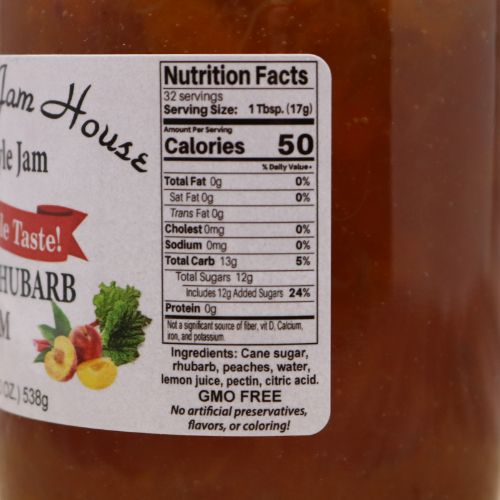 Jam House
Jam
Taste!
RHUBARB
OZ.) 538g
Nutrition Facts
32 servings
Serving Size: 1 Tbsp. (17g)
Amount Per Serving
Calories 50
% Daily Value*
Total Fat 0g 0%
Sat Fat 0g 0%
Trans Fat 0g
Cholest 0mg 0%
Sodium 0mg 0%
Total Carb 13g 5%
Total Sugars 12g
Includes 12g Added Sugars 24%
Protein 0g
Not a significant source of fiber, vit D, Calcium,
iron, and potassium.
Ingredients: Cane sugar,
rhubarb, peaches, water,
lemon juice, pectin, citric acid.
GMO FREE
No artificial preservatives,
flavors, or coloring!